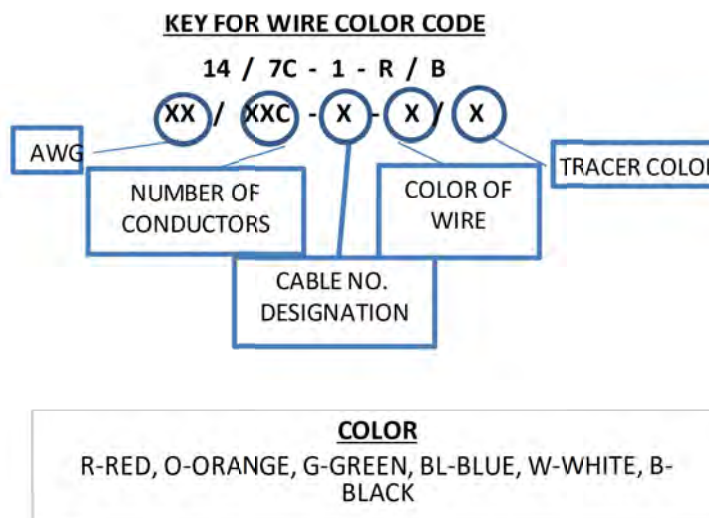 KEY FOR WIRE COLOR CODE
14 / 7C - 1 - R / B
XX / XXC - X - X / X
AWG
NUMBER OF
CONDUCTORS
COLOR OF
WIRE
TRACER COLOR
CABLE NO.
DESIGNATION
COLOR
R-RED, O-ORANGE, G-GREEN, BL-BLUE, W-WHITE, B-
BLACK